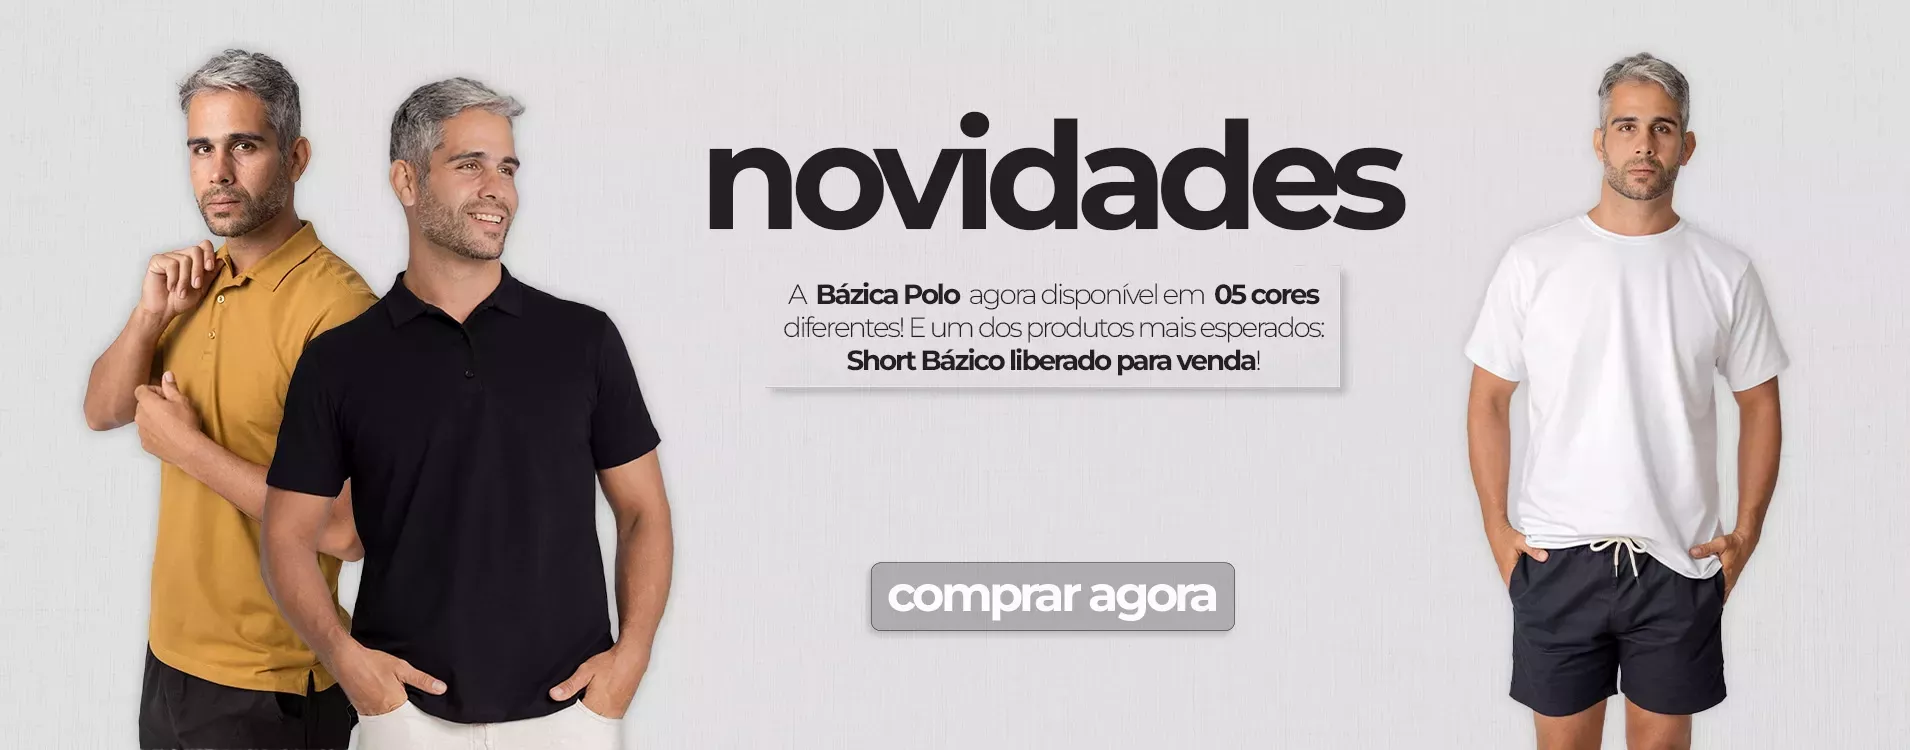 novidades
A Bázica Polo agora disponível em 05 cores
diferentes! E um dos produtos mais esperados:
Short Bázico liberado para venda!
comprar agora